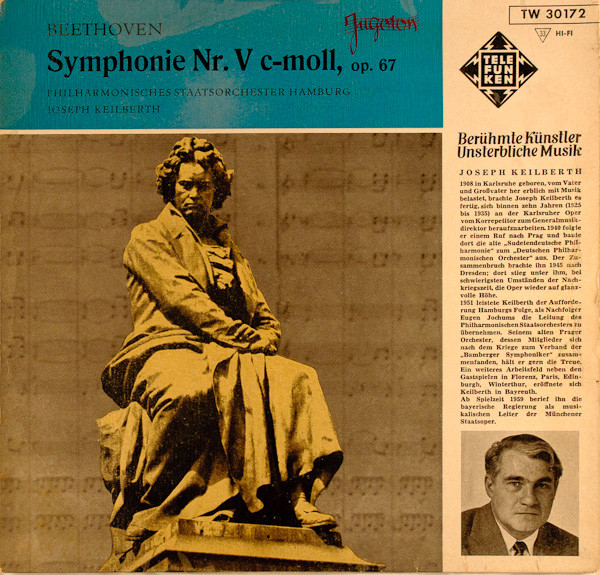 BEETHOVEN
Symphonie Nr. V c-moll, op. 67
PHILHARMONISCHES STAATSORCHESTER HAMBURG
JOSEPH KEILBERTH
Jugoton
TW 30172
33 HI-FI
TELE
FUN
KEN
Berühmte Künstler
Unsterbliche Musik
JOSEPH KEILBERTH
1908 in Karlsruhe geboren, vom Vater
und Großvater her erblich mit Musik
belastet, brachte Joseph Keilberth es
fertig, sich binnen zehn Jahren (1925
bis 1935) an der Karlsruher Oper
vom Korrepetitor zum Generalmusik-
direktor heraufzuarbeiten. 1940 folgte
er einem Ruf nach Prag und baute
dort die alte „Sudetendeutsche Phil-
harmonie" zum „Deutschen Philhar-
monischen Orchester" aus. Der Zu-
sammenbruch brachte ihn 1945 nach
Dresden; dort stieg unter ihm, bei
schwierigsten Umständen der Nach-
kriegszeit, die Oper wieder auf glanz-
volle Höhe.
1951 leistete Keilberth der Aufforde-
rung Hamburgs Folge, als Nachfolger
Eugen Jochums die Leitung des
Philharmonischen Staatsorchesters zu
übernehmen. Seinem alten Prager
Orchester, dessen Mitglieder sich
nach dem Kriege zum Verband der
„Bamberger Symphoniker" zusam-
menfanden, hält er gern die Treue.
Ein weiteres Arbeitsfeld neben den
Gastspielen in Florenz, Paris, Edin-
burgh, Winterthur, eröffnete sich
Keilberth in Bayreuth.
Ab Spielzeit 1959 berief ihn die
bayerische Regierung als musi-
kalischen Leiter der Münchener
Staatsoper.